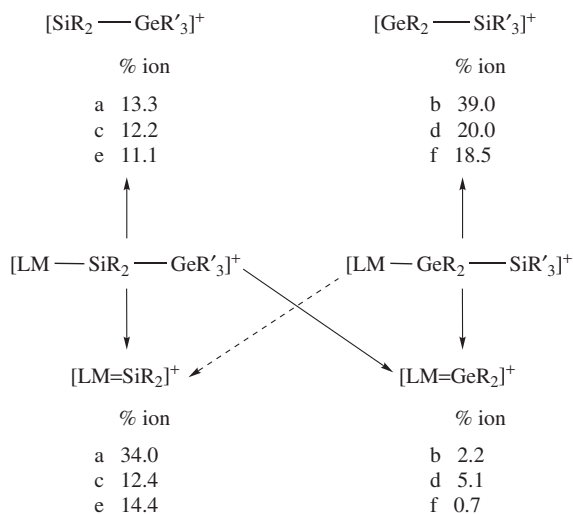 [SiR₂ — GeR′₃]⁺ [GeR₂ — SiR′₃]⁺
% ion % ion
a 13.3 b 39.0
c 12.2 d 20.0
e 11.1 f 18.5
[LM — SiR₂ — GeR′₃]⁺ [LM — GeR₂ — SiR′₃]⁺
[LM=SiR₂]⁺ [LM=GeR₂]⁺
% ion % ion
a 34.0 b 2.2
c 12.4 d 5.1
e 14.4 f 0.7